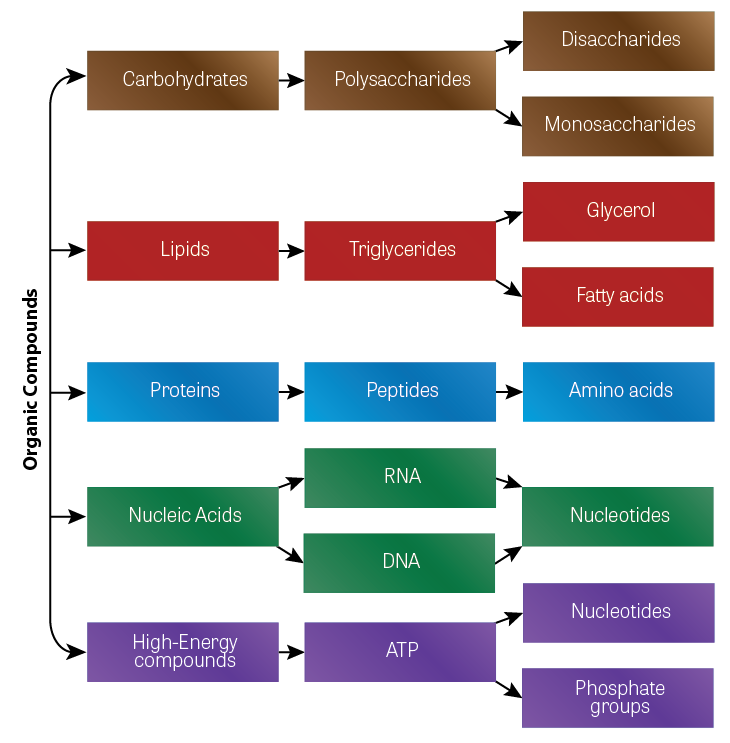 Organic Compounds
Carbohydrates
Polysaccharides
Disaccharides
Monosaccharides
Lipids
Triglycerides
Glycerol
Fatty acids
Proteins
Peptides
Amino acids
Nucleic Acids
RNA
DNA
Nucleotides
High-Energy
compounds
ATP
Nucleotides
Phosphate
groups